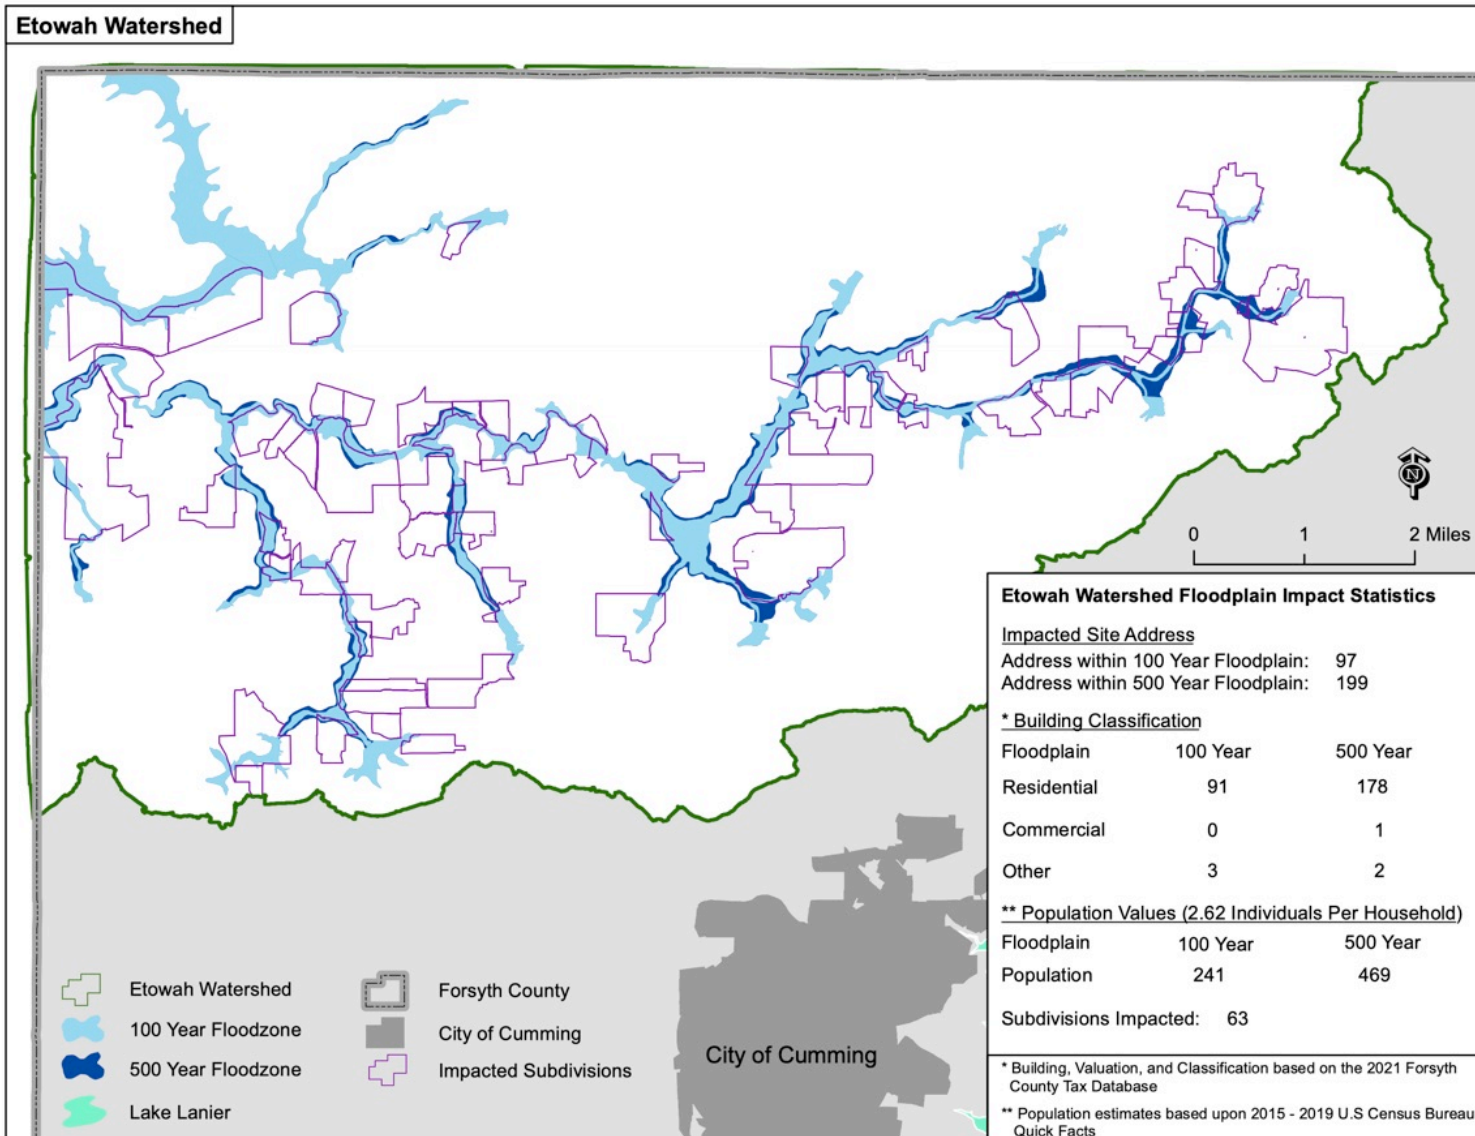 Etowah Watershed
N
0 1 2 Miles
Etowah Watershed Floodplain Impact Statistics
Impacted Site Address
Address within 100 Year Floodplain: 97
Address within 500 Year Floodplain: 199
* Building Classification
Floodplain 100 Year 500 Year
Residential 91 178
Commercial 0 1
Other 3 2
** Population Values (2.62 Individuals Per Household)
Floodplain 100 Year 500 Year
Population 241 469
Subdivisions Impacted: 63
* Building, Valuation, and Classification based on the 2021 Forsyth
County Tax Database
** Population estimates based upon 2015 - 2019 U.S Census Bureau
Quick Facts
Etowah Watershed
100 Year Floodzone
500 Year Floodzone
Lake Lanier
Forsyth County
City of Cumming
Impacted Subdivisions
City of Cumming